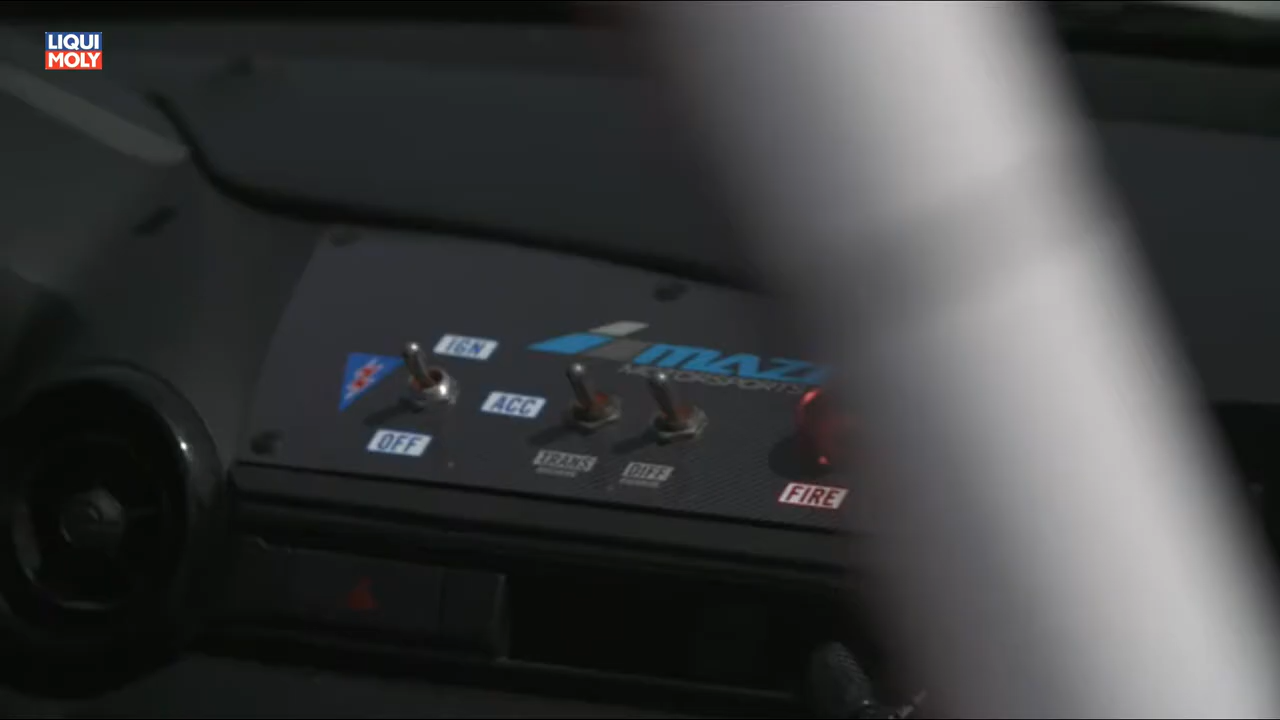 LIQUI
MOLY
IGN
MAZDA
MOTORSPORTS
ACC
OFF
TRANS
DIFF
FIRE